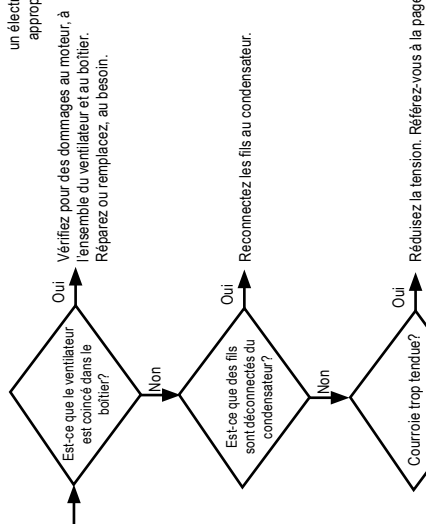 un électr
approp
Est-ce que le ventilateur
est coincé dans le
boîtier?
Oui
Vérifiez pour des dommages au moteur, à
l'ensemble du ventilateur et au boîtier.
Réparez ou remplacez, au besoin.
Non
Est-ce que des fils
sont déconnectés du
condensateur?
Oui
Reconnectez les fils au condensateur.
Non
Courroie trop tendue?
Oui
Réduisez la tension. Référez-vous à la page